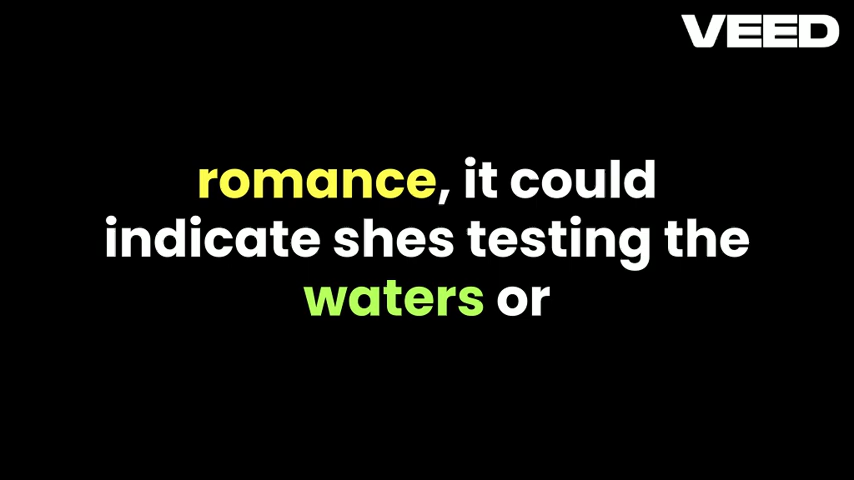 VEED
romance, it could
indicate shes testing the
waters or